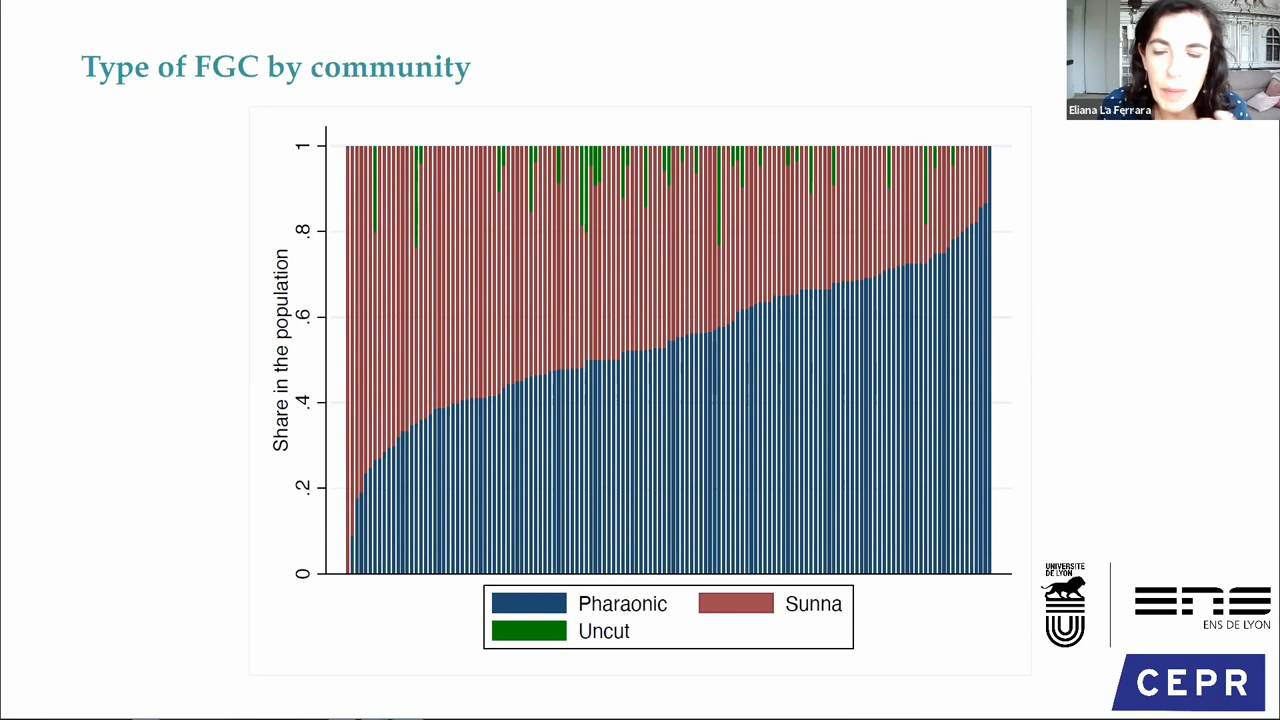 Type of FGC by community
Eliana La Ferrara
Share in the population
1
.8
.6
.4
.2
0
Pharaonic
Sunna
Uncut
UNIVERSITÉ
DE LYON
ENS
ENS DE LYON
CEPR